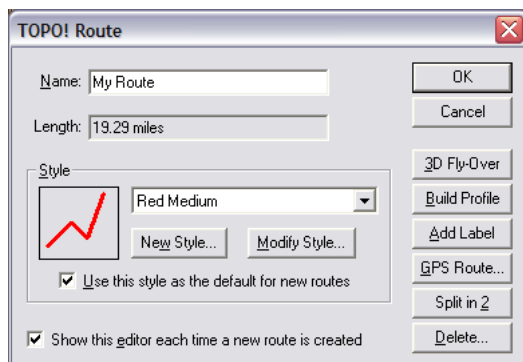 TOPO! Route
Name: My Route
Length: 19.29 miles
Style
Red Medium
New Style... Modify Style...
Use this style as the default for new routes
Show this editor each time a new route is created
OK
Cancel
3D Fly-Over
Build Profile
Add Label
GPS Route...
Split in 2
Delete...